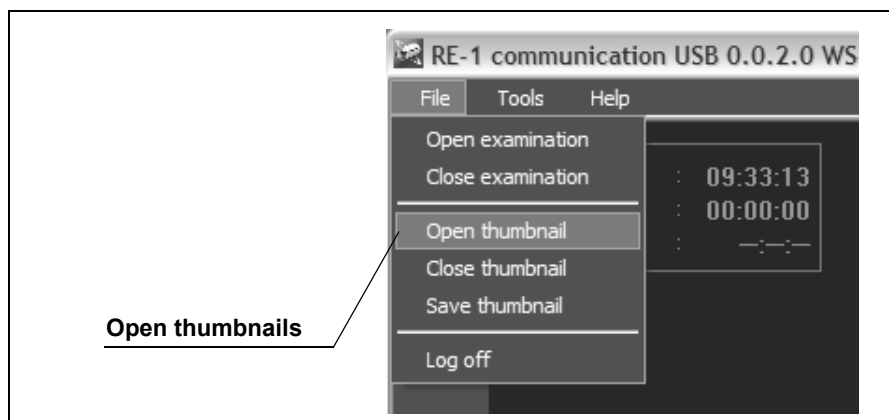 RE-1 communication USB 0.0.2.0 WS
File Tools Help
Open examination
Close examination
: 09:33:13
: 00:00:00
: --:--:--
Open thumbnail
Close thumbnail
Save thumbnail
Log off
Open thumbnails